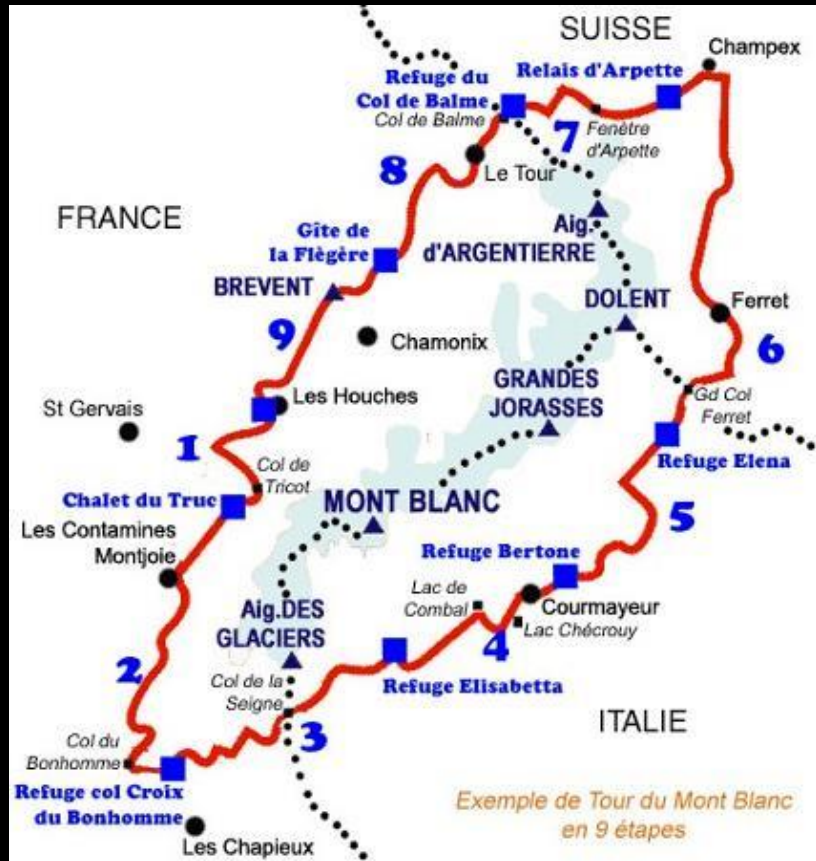 SUISSE
Champex
Refuge du
Col de Balme
Col de Balme
Relais d'Arpette
7
Fenêtre
d'Arpette
8
Le Tour
FRANCE
Aig.
d'ARGENTIERRE
Gîte de
la Flègère
BREVENT
DOLENT
Ferret
9
Chamonix
6
GRANDES
JORASSES
Gd Col
Ferret
St Gervais
Les Houches
1
Refuge Elena
Col de
Tricot
Chalet du Truc
MONT BLANC
5
Les Contamines
Montjoie
Refuge Bertone
Lac de
Combal
Courmayeur
Aig.DES
GLACIERS
Lac Chécrouy
4
2
Col de la
Seigne
Refuge Elisabetta
ITALIE
3
Col du
Bonhomme
Refuge col Croix
du Bonhomme
Les Chapieux
Exemple de Tour du Mont Blanc
en 9 étapes